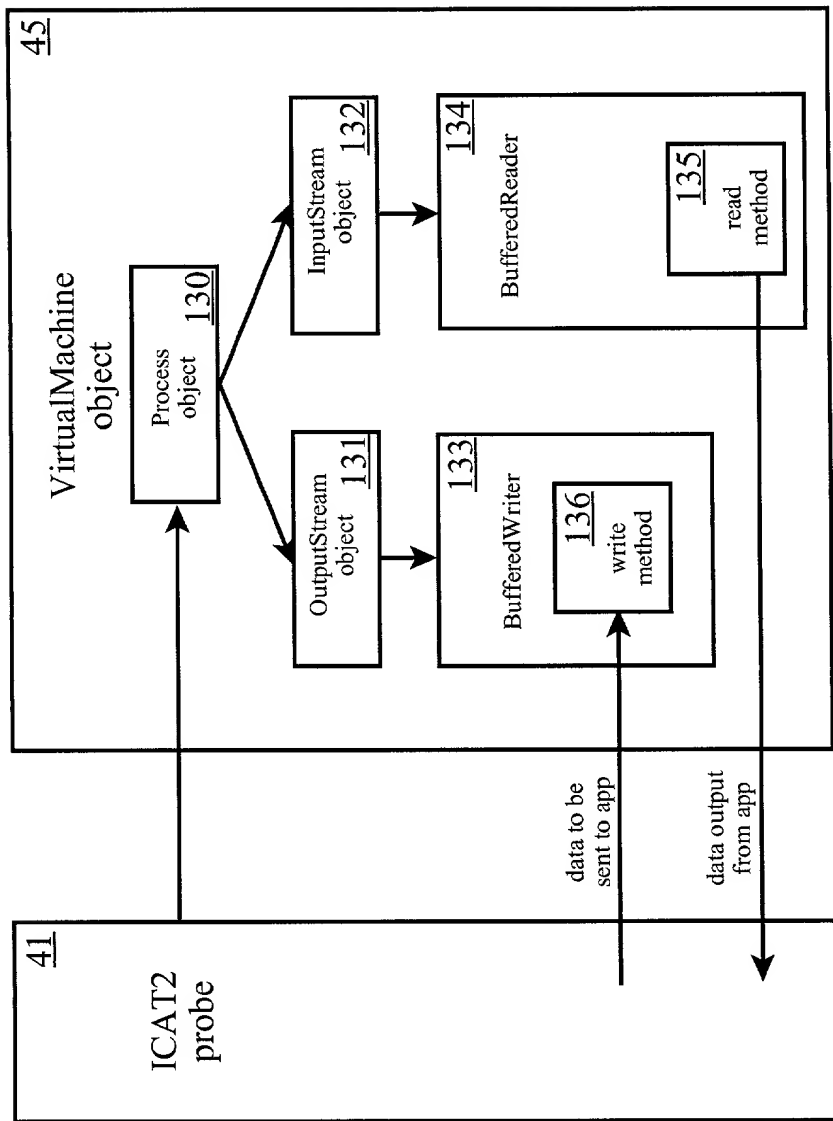 45
VirtualMachine
object
Process
object
130
OutputStream
object
131
InputStream
object
132
133
BufferedWriter
136
write
method
134
BufferedReader
135
read
method
data to be
sent to app
data output
from app
41
ICAT2
probe